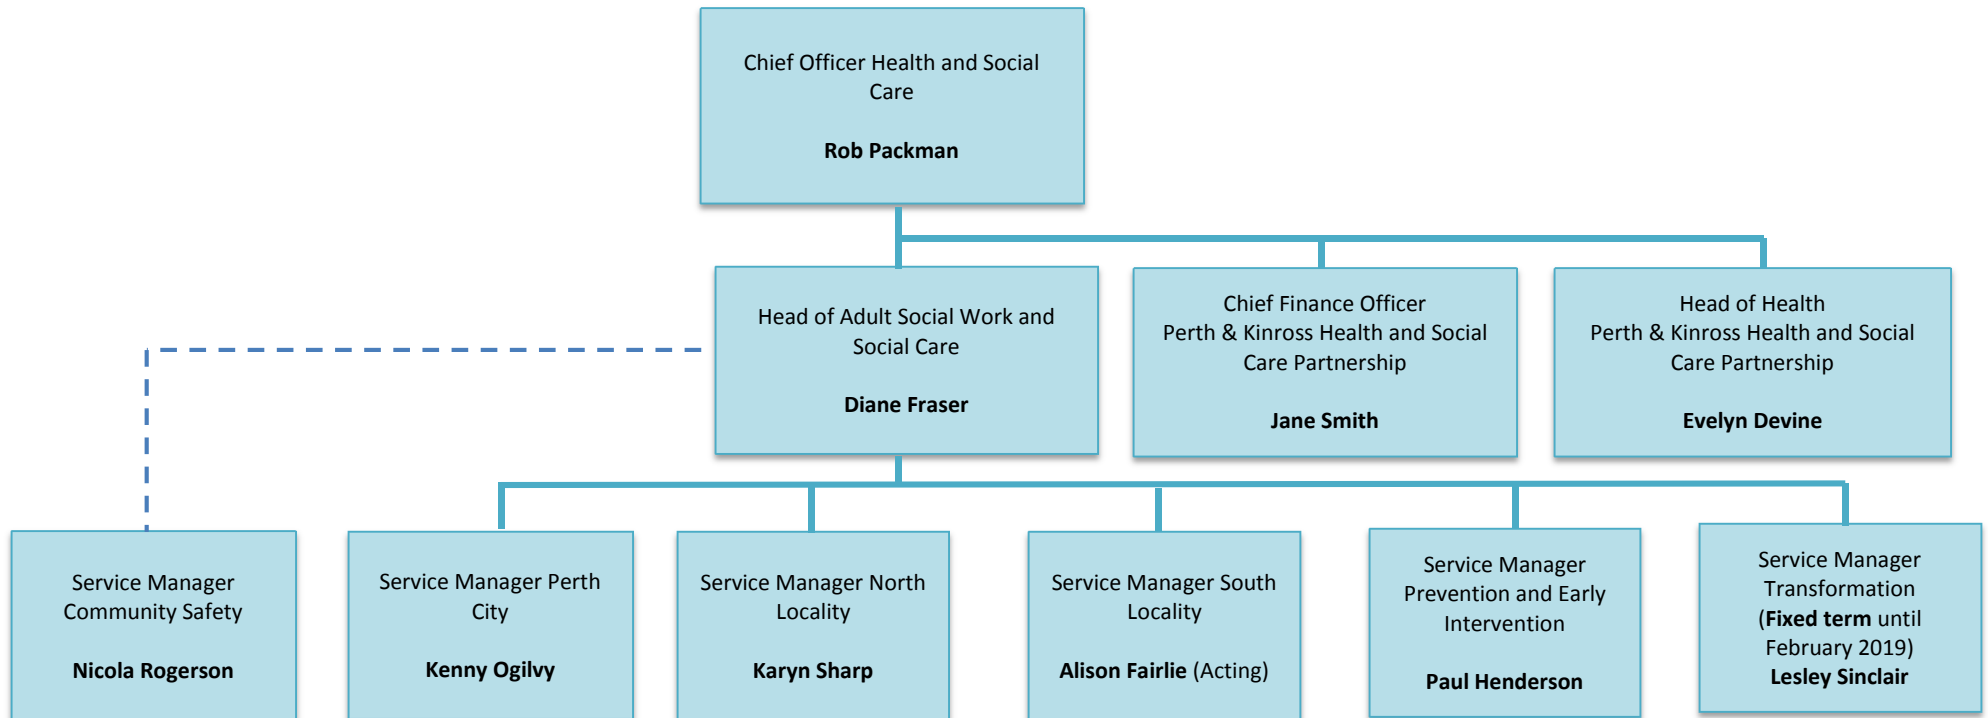 Chief Officer Health and Social
Care
Rob Packman
Head of Adult Social Work and
Social Care
Diane Fraser
Chief Finance Officer
Perth & Kinross Health and Social
Care Partnership
Jane Smith
Head of Health
Perth & Kinross Health and Social
Care Partnership
Evelyn Devine
Service Manager
Community Safety
Nicola Rogerson
Service Manager Perth
City
Kenny Ogilvy
Service Manager North
Locality
Karyn Sharp
Service Manager South
Locality
Alison Fairlie (Acting)
Service Manager
Prevention and Early
Intervention
Paul Henderson
Service Manager
Transformation
(Fixed term until
February 2019)
Lesley Sinclair